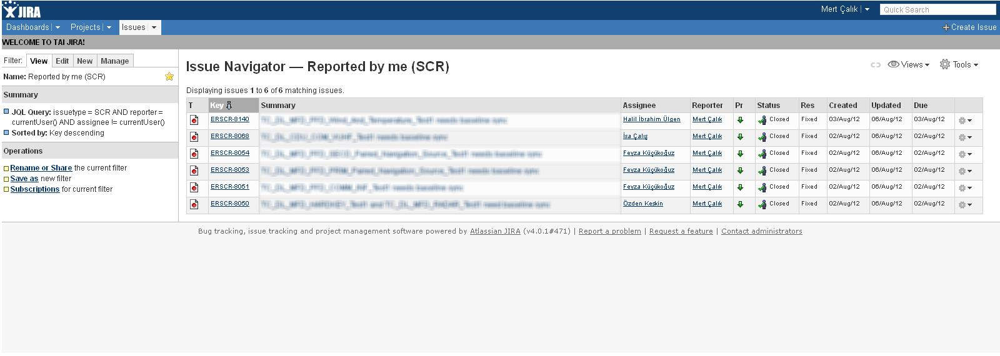 JIRA
Mert Çalık
Quick Search
Dashboards Projects Issues
Create Issue
WELCOME TO TAI JIRA!
Filter: View Edit New Manage
Name: Reported by me (SCR)
Summary
JQL Query: issuetype = SCR AND reporter =
currentUser() AND assignee != currentUser()
Sorted by: Key descending
Operations
Rename or Share the current filter
Save as new filter
Subscriptions for current filter
Issue Navigator — Reported by me (SCR)
Views Tools
Displaying issues 1 to 6 of 6 matching issues.
T Key Summary Assignee Reporter Pr Status Res Created Updated Due
ERSCR-8140 Halil İbrahim Ülgen Mert Çalık Closed Fixed 03/Aug/12 06/Aug/12 03/Aug/12
ERSCR-8068 İsa Çalış Mert Çalık Closed Fixed 02/Aug/12 06/Aug/12 02/Aug/12
ERSCR-8054 Feyza Küçükoğuz Mert Çalık Closed Fixed 02/Aug/12 06/Aug/12 02/Aug/12
ERSCR-8053 Feyza Küçükoğuz Mert Çalık Closed Fixed 02/Aug/12 06/Aug/12 02/Aug/12
ERSCR-8051 Feyza Küçükoğuz Mert Çalık Closed Fixed 02/Aug/12 06/Aug/12 02/Aug/12
ERSCR-8050 Özden Keskin Mert Çalık Closed Fixed 02/Aug/12 06/Aug/12 02/Aug/12
Bug tracking, issue tracking and project management software powered by Atlassian JIRA (v4.0.1#471) | Report a problem | Request a feature | Contact administrators